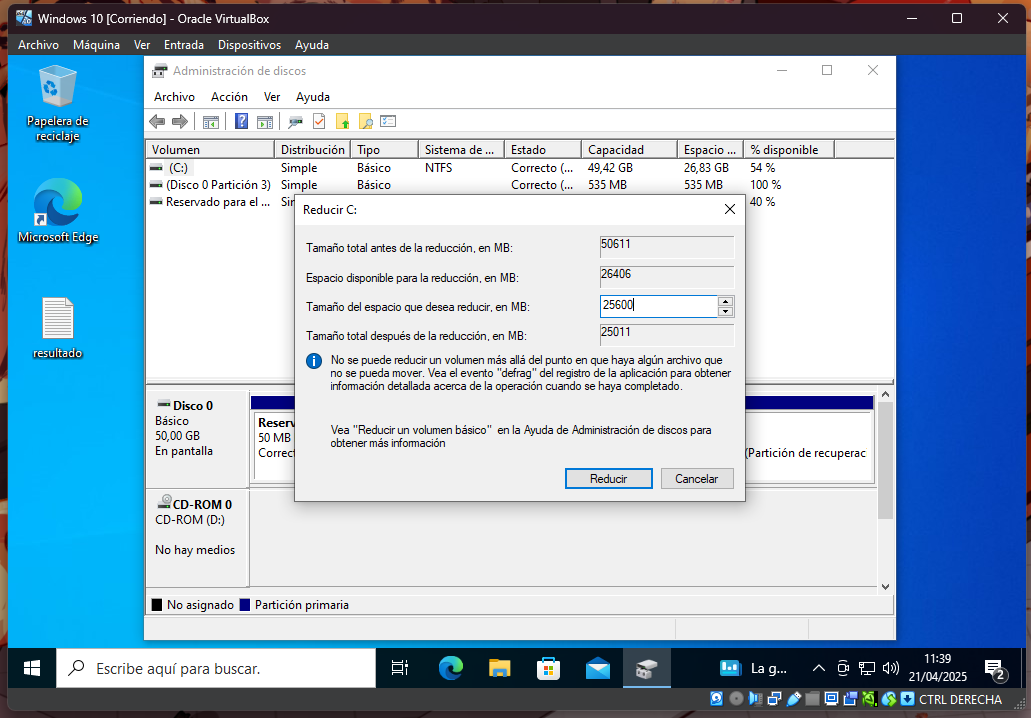 Windows 10 [Corriendo] - Oracle VirtualBox
Archivo Máquina Ver Entrada Dispositivos Ayuda
Papelera de
reciclaje
Microsoft Edge
resultado
Administración de discos
Archivo Acción Ver Ayuda
Volumen Distribución Tipo Sistema de ... Estado Capacidad Espacio ... % disponible
(C:) Simple Básico NTFS Correcto (... 49,42 GB 26,83 GB 54 %
(Disco 0 Partición 3) Simple Básico Correcto (... 535 MB 535 MB 100 %
Reservado para el ... 40 %
Reducir C:
Tamaño total antes de la reducción, en MB: 50611
Espacio disponible para la reducción, en MB: 26406
Tamaño del espacio que desea reducir, en MB: 25600
Tamaño total después de la reducción, en MB: 25011
No se puede reducir un volumen más allá del punto en que haya algún archivo que
no se pueda mover. Vea el evento "defrag" del registro de la aplicación para obtener
información detallada acerca de la operación cuando se haya completado.
Vea "Reducir un volumen básico" en la Ayuda de Administración de discos para
obtener más información
Reducir Cancelar
Disco 0
Básico
50,00 GB
En pantalla
Reserv
50 MB
Correct
(Partición de recuperac
CD-ROM 0
CD-ROM (D:)
No hay medios
No asignado Partición primaria
Escribe aquí para buscar.
La g...
11:39
21/04/2025
2
CTRL DERECHA